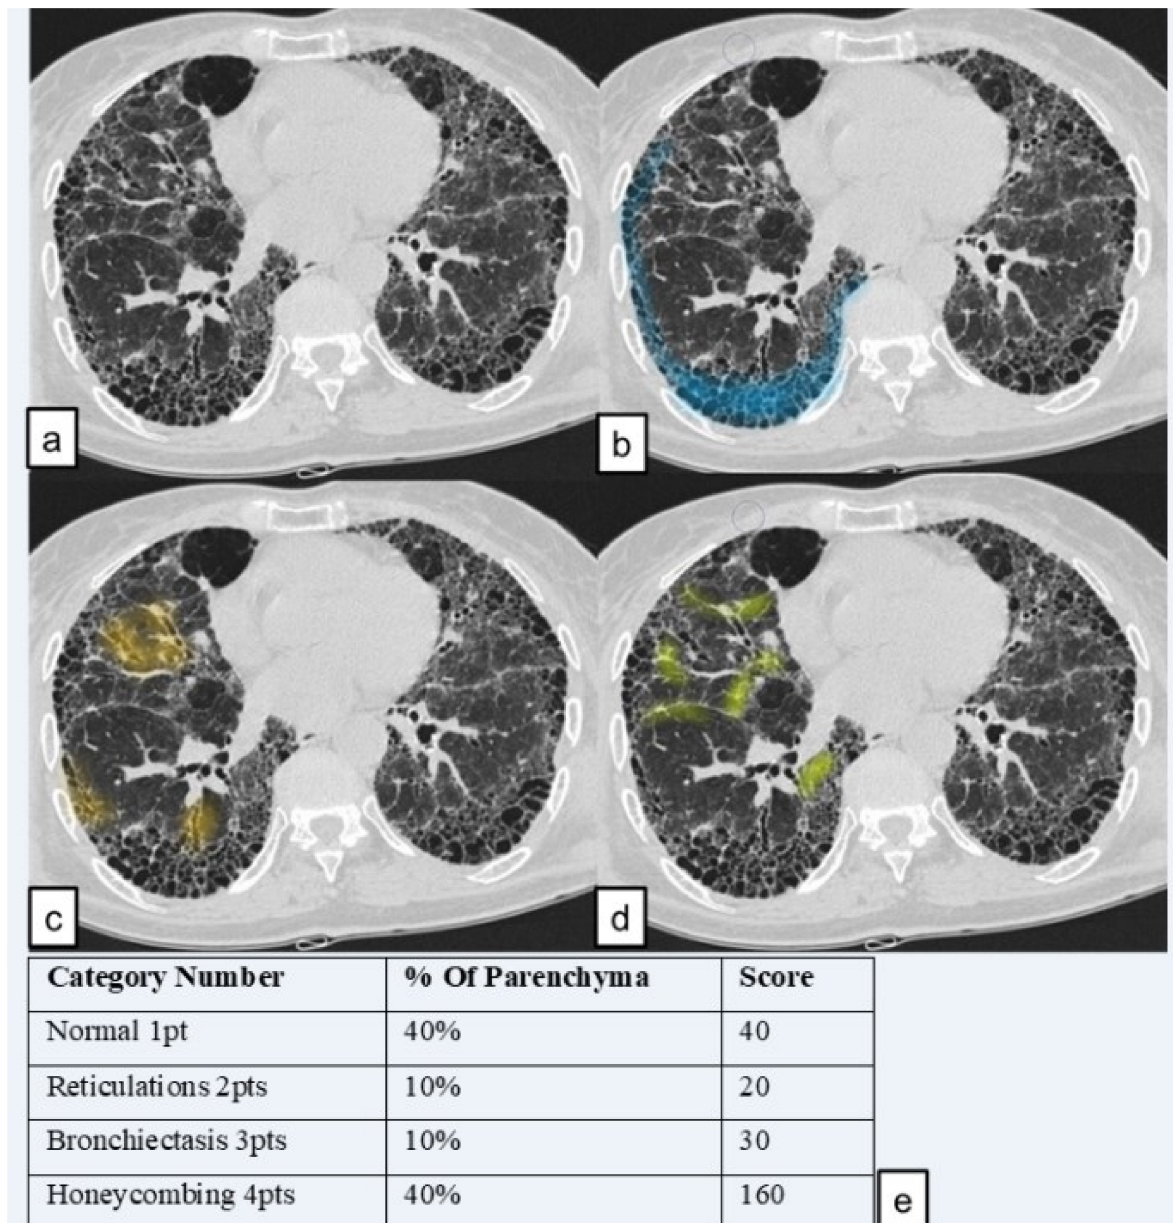 a
b
c
d
Category Number % Of Parenchyma Score
Normal 1pt 40% 40
Reticulations 2pts 10% 20
Bronchiectasis 3pts 10% 30
Honeycombing 4pts 40% 160
e